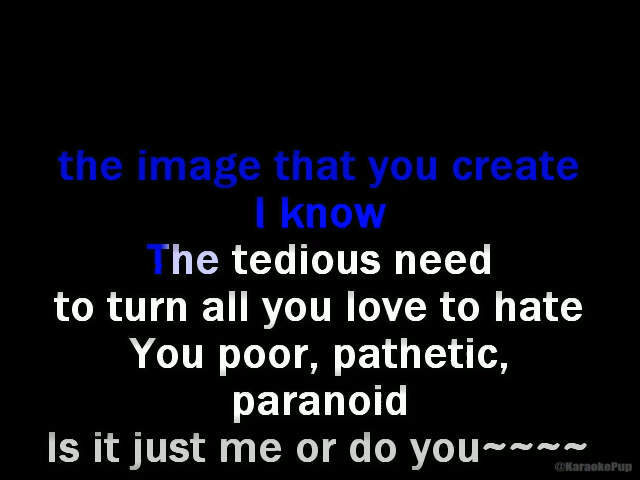 the image that you create
I know
The tedious need
to turn all you love to hate
You poor, pathetic,
paranoid
Is it just me or do you~~~~
@KaraokePup